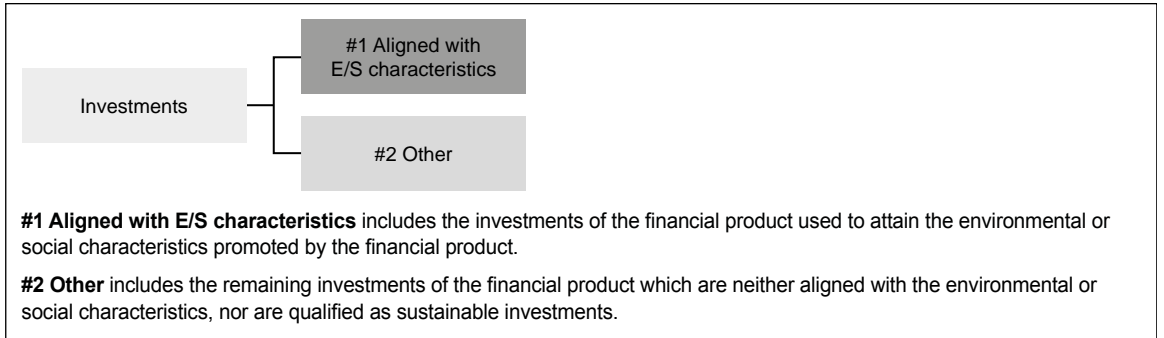 #1 Aligned with
E/S characteristics
Investments
#2 Other
#1 Aligned with E/S characteristics includes the investments of the financial product used to attain the environmental or
social characteristics promoted by the financial product.
#2 Other includes the remaining investments of the financial product which are neither aligned with the environmental or
social characteristics, nor are qualified as sustainable investments.